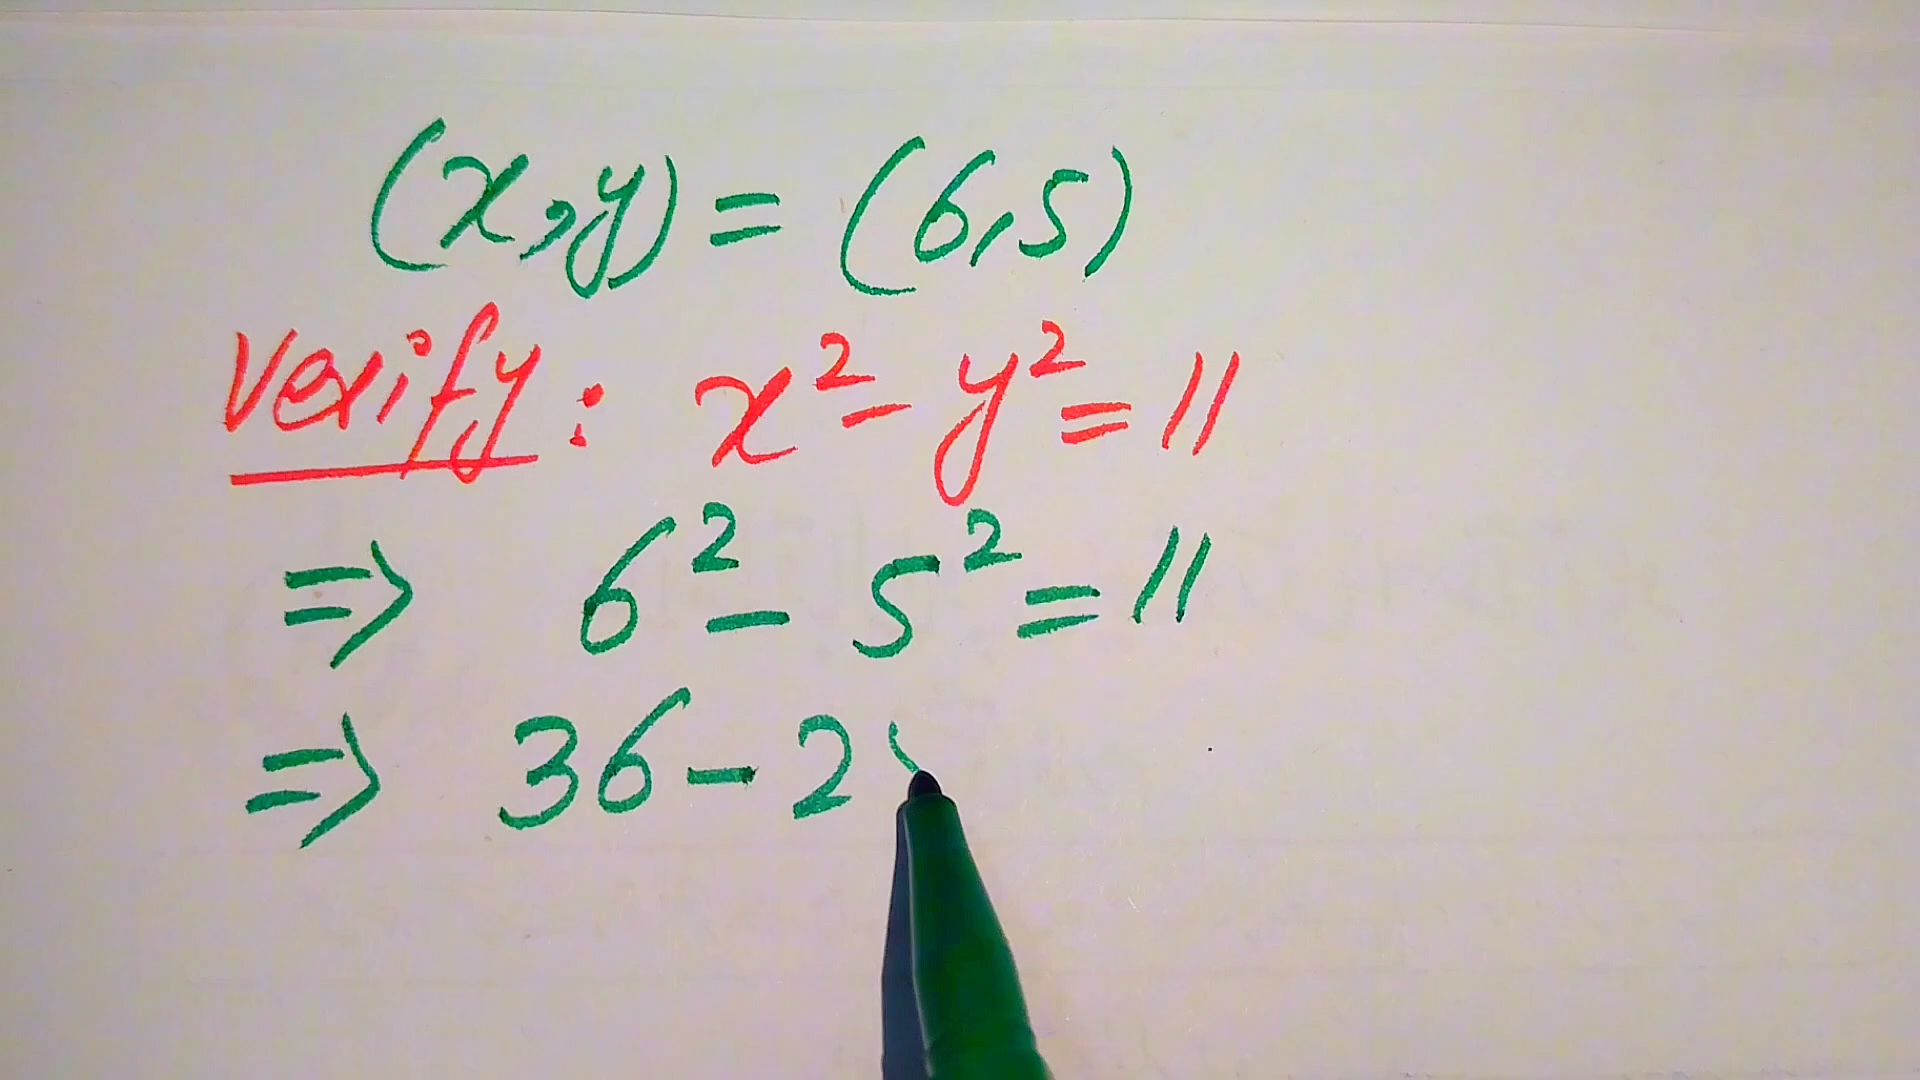 (x,y) = (6,5)
Verify: x² - y² = 11
⇒ 6² - 5² = 11
⇒ 36 - 2